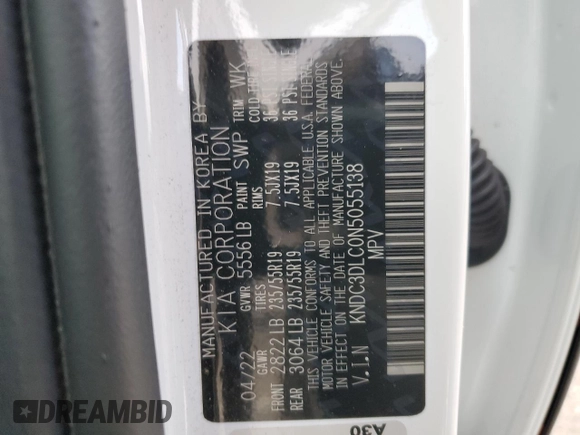 MANUFACTURED IN KOREA BY
KIA CORPORATION
04/22 GVWR 5556 LB PAINT SWP TRIM WK
GAWR TIRES RIMS COLD
FRONT 2822 LB 235/55R19 7.5JX19 36
REAR 3064 LB 235/55R19 7.5JX19 36 PSI
THIS VEHICLE CONFORMS TO ALL APPLICABLE U.S.A. FEDERAL
MOTOR VEHICLE SAFETY AND THEFT PREVENTION STANDARDS
IN EFFECT ON THE DATE OF MANUFACTURE SHOWN ABOVE.
V.I.N KNDC3DLC0N5055138
MPV
A30
DREAMBID